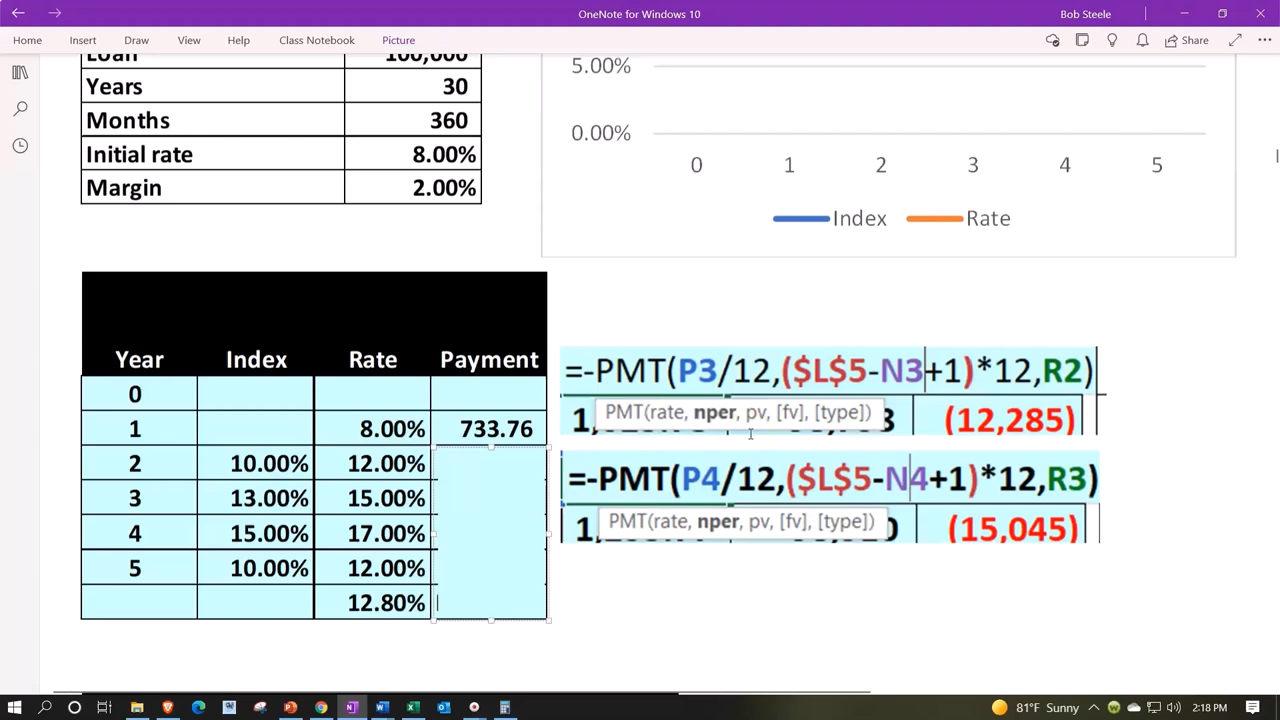 OneNote for Windows 10
Bob Steele
Home Insert Draw View Help Class Notebook Picture
Share
Loan 100,000
Years 30
Months 360
Initial rate 8.00%
Margin 2.00%
5.00%
0.00%
0 1 2 3 4 5
Index Rate
Year Index Rate Payment
0
1 8.00% 733.76
2 10.00% 12.00%
3 13.00% 15.00%
4 15.00% 17.00%
5 10.00% 12.00%
12.80%
=-PMT(P3/12,($L$5-N3+1)*12,R2)
PMT(rate, nper, pv, [fv], [type])
(12,285)
=-PMT(P4/12,($L$5-N4+1)*12,R3)
PMT(rate, nper, pv, [fv], [type])
(15,045)
81°F Sunny
2:18 PM